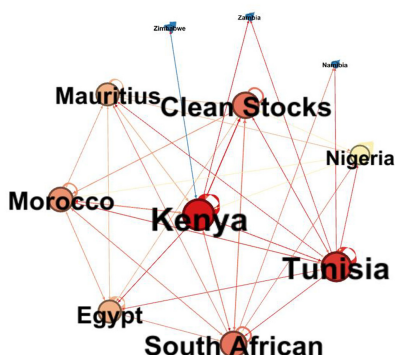 Zambia
Zimbabwe
Namibia
Mauritius
Clean Stocks
Nigeria
Morocco
Kenya
Tunisia
Egypt
South African